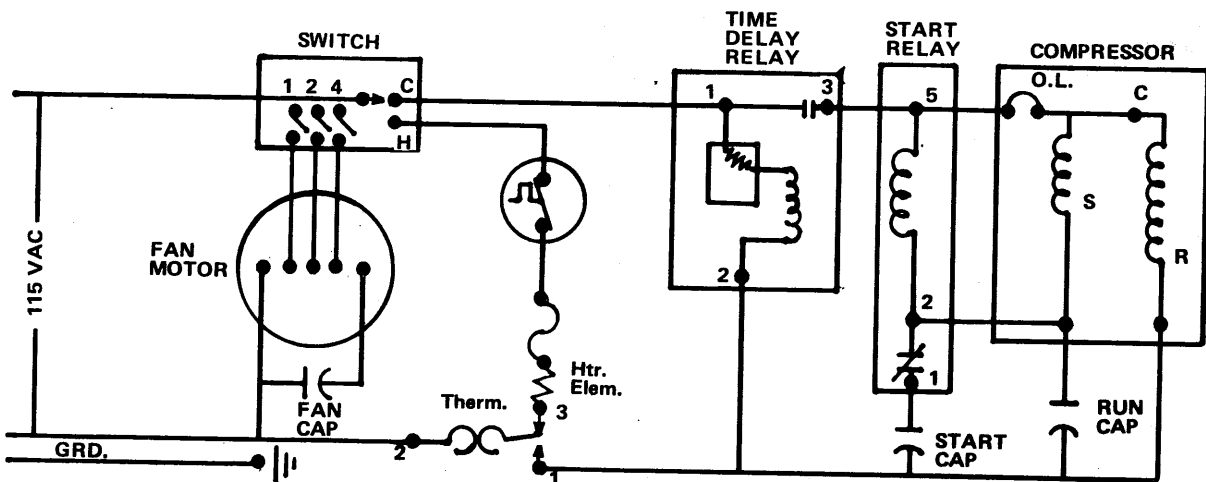 SWITCH
1 2 4
C
H
115 VAC
FAN
MOTOR
FAN
CAP
GRD.
Therm.
2
Htr.
Elem.
3
1
TIME
DELAY
RELAY
1
3
2
START
RELAY
5
2
1
START
CAP
COMPRESSOR
O.L.
C
S
R
RUN
CAP